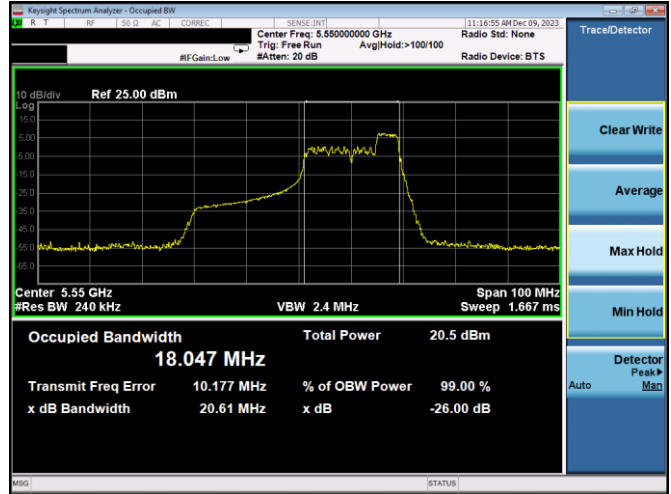 Keysight Spectrum Analyzer - Occupied BW
R T RF 50 Ω AC CORREC SENSE:INT 11:16:55 AM Dec 09, 2023
Center Freq: 5.550000000 GHz Radio Std: None
Trig: Free Run Avg|Hold:>100/100
#IFGain:Low #Atten: 20 dB Radio Device: BTS
10 dB/div Ref 25.00 dBm
Log
15.0
5.00
-5.00
-15.0
-25.0
-35.0
-45.0
-55.0
-65.0
Center 5.55 GHz Span 100 MHz
#Res BW 240 kHz VBW 2.4 MHz Sweep 1.667 ms
Occupied Bandwidth Total Power 20.5 dBm
18.047 MHz
Transmit Freq Error 10.177 MHz % of OBW Power 99.00 %
x dB Bandwidth 20.61 MHz x dB -26.00 dB
MSG STATUS
Trace/Detector
Clear Write
Average
Max Hold
Min Hold
Detector
Peak▶
Auto Man